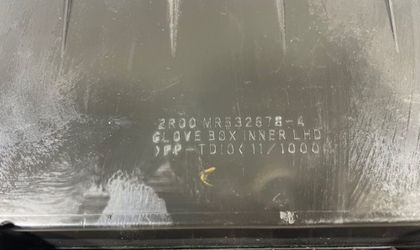 2R00 MR532878-4
GLOVE BOX INNER LHD
>PP-TD10<11/1000